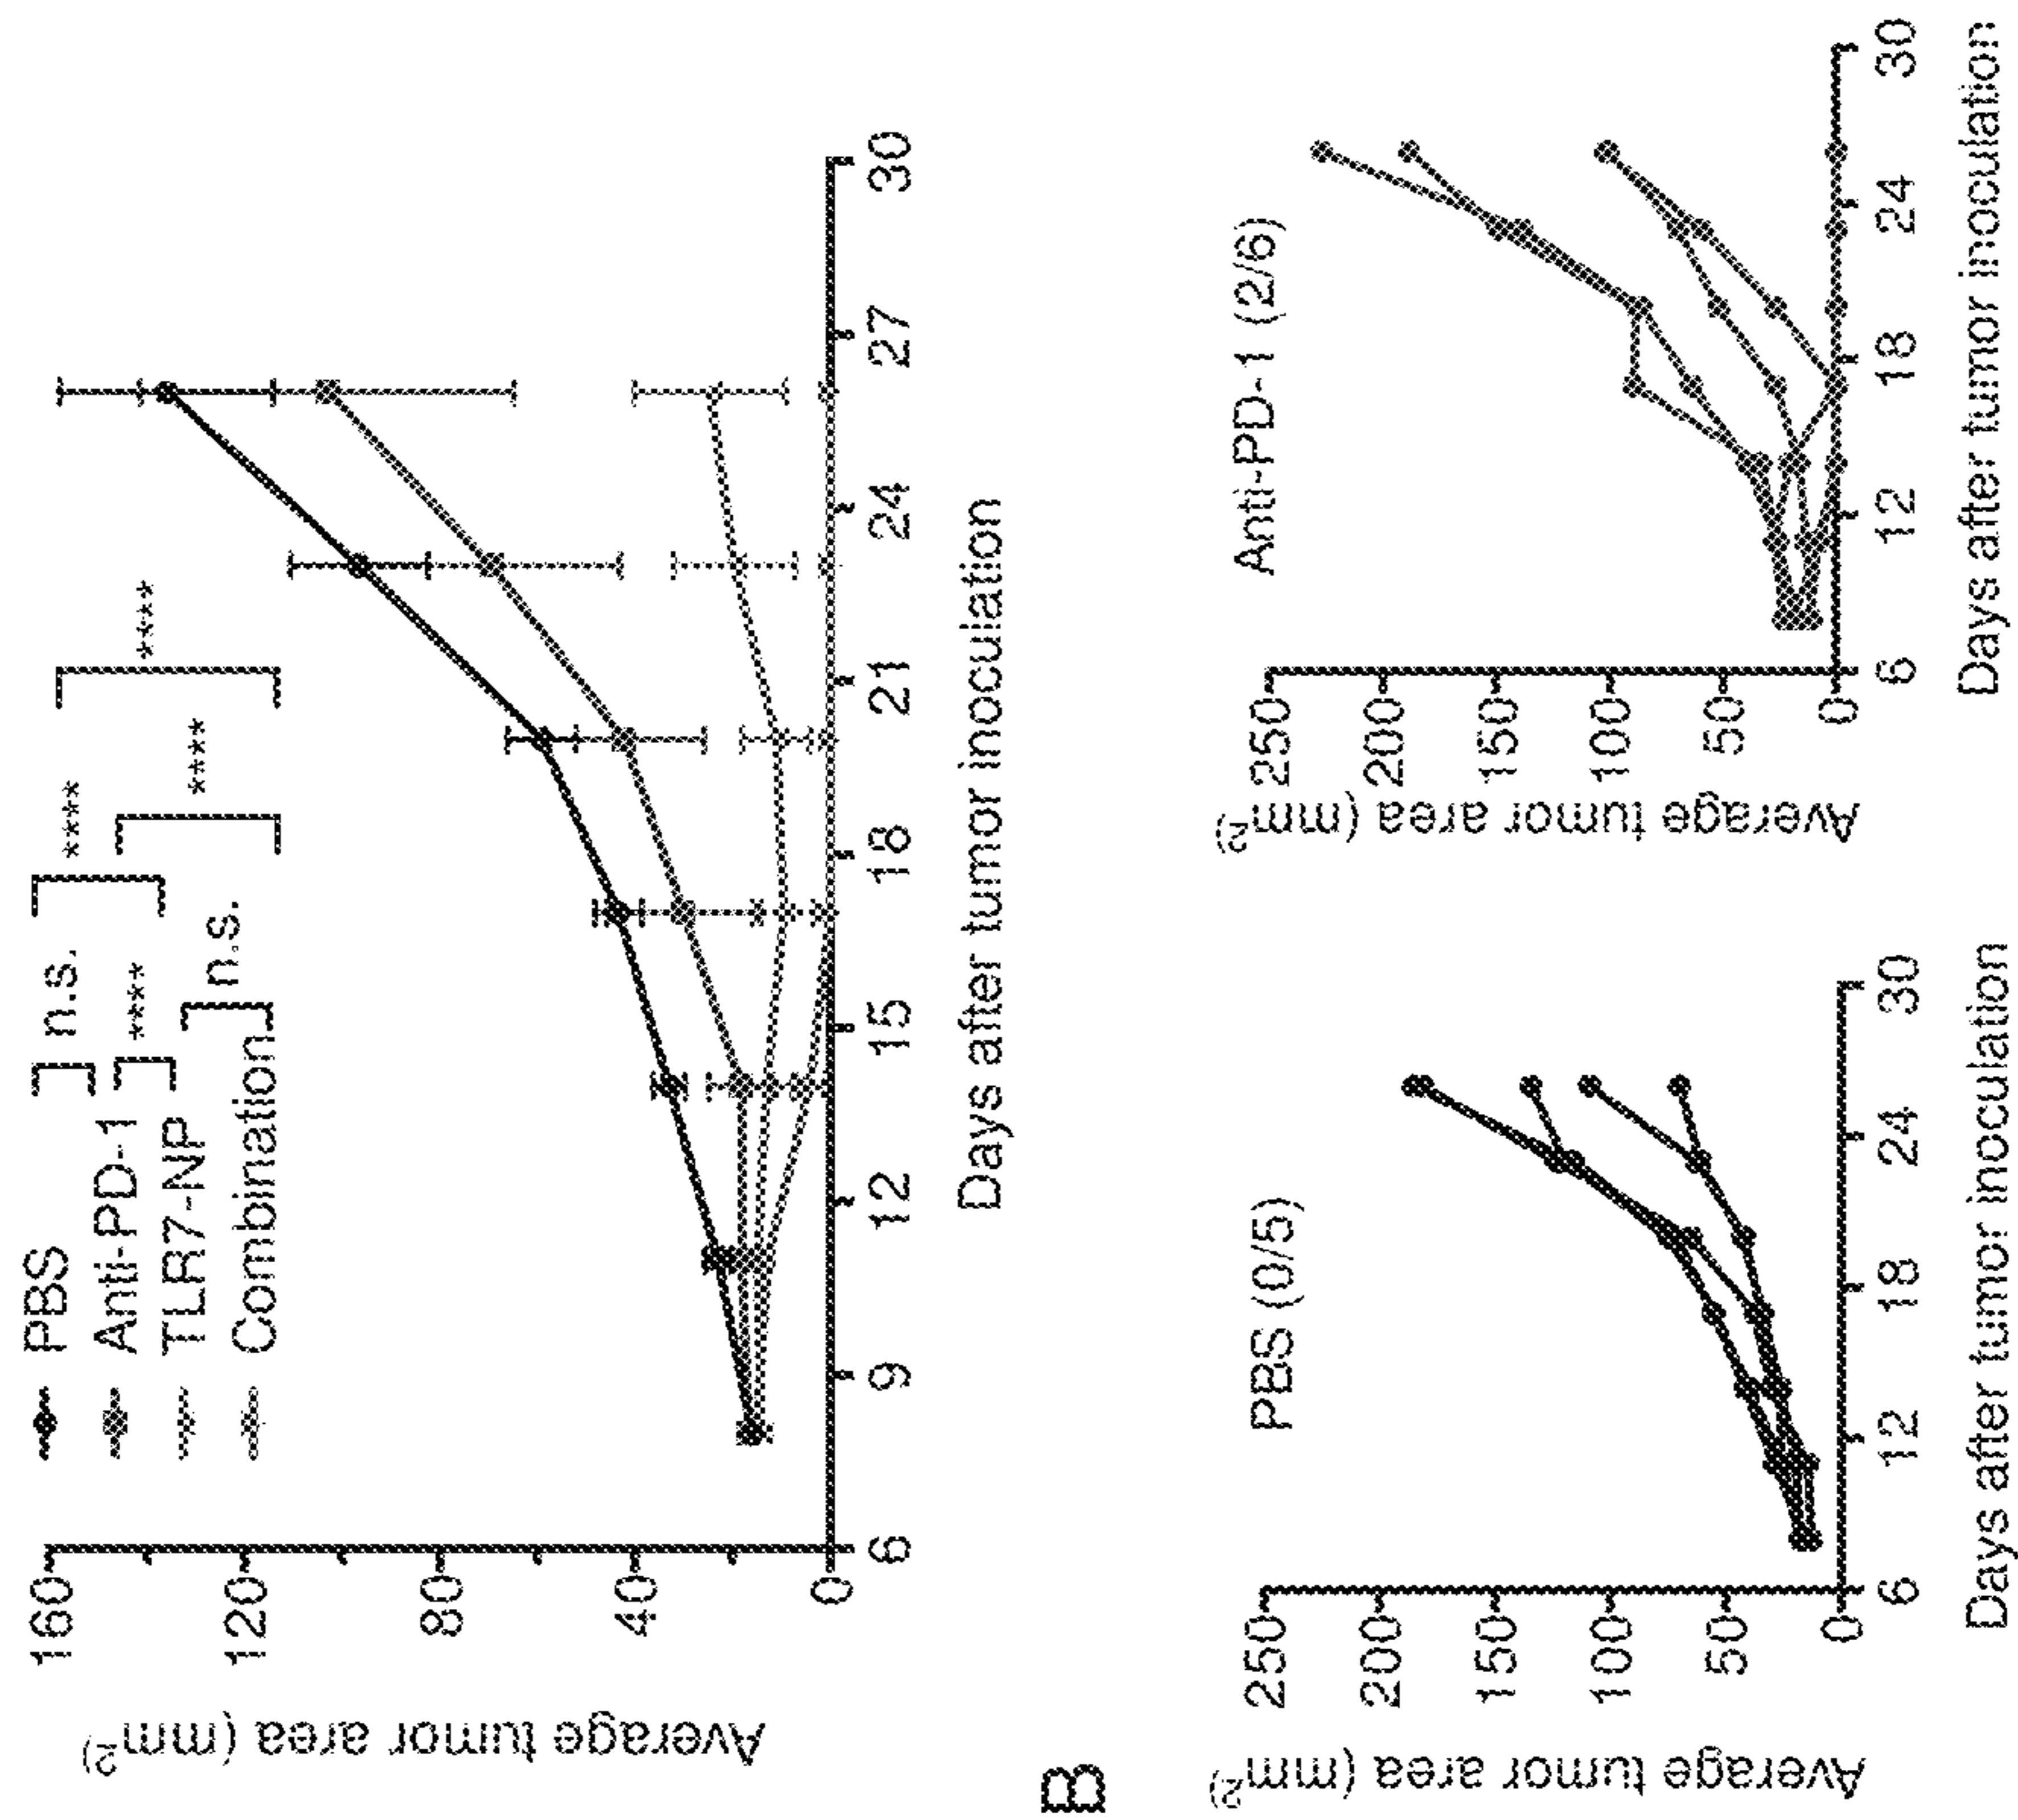 PBS
Anti-PD-1
TLR7-NP
Combination
n.s.
****
****
n.s.
****
****
Average tumor area (mm²)
160
120
80
40
0
6
9
12
15
18
21
24
27
30
Days after tumor inoculation
B
PBS (0/5)
Average tumor area (mm²)
250
200
150
100
50
0
6
12
18
24
30
Days after tumor inoculation
Anti-PD-1 (2/6)
Average tumor area (mm²)
250
200
150
100
50
0
6
12
18
24
30
Days after tumor inoculation